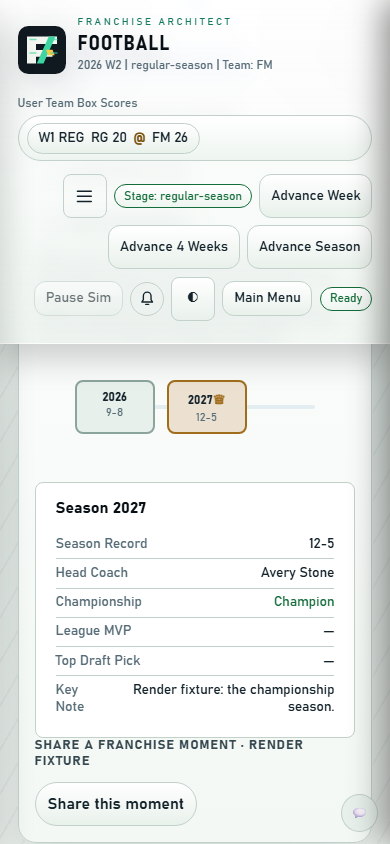 FRANCHISE ARCHITECT
FOOTBALL
2026 W2 | regular-season | Team: FM
User Team Box Scores
W1 REG RG 20 @ FM 26
Stage: regular-season
Advance Week
Advance 4 Weeks
Advance Season
Pause Sim
Main Menu
Ready
2026
9-8
2027
12-5
Season 2027
Season Record 12-5
Head Coach Avery Stone
Championship Champion
League MVP —
Top Draft Pick —
Key Note Render fixture: the championship
season.
SHARE A FRANCHISE MOMENT · RENDER
FIXTURE
Share this moment